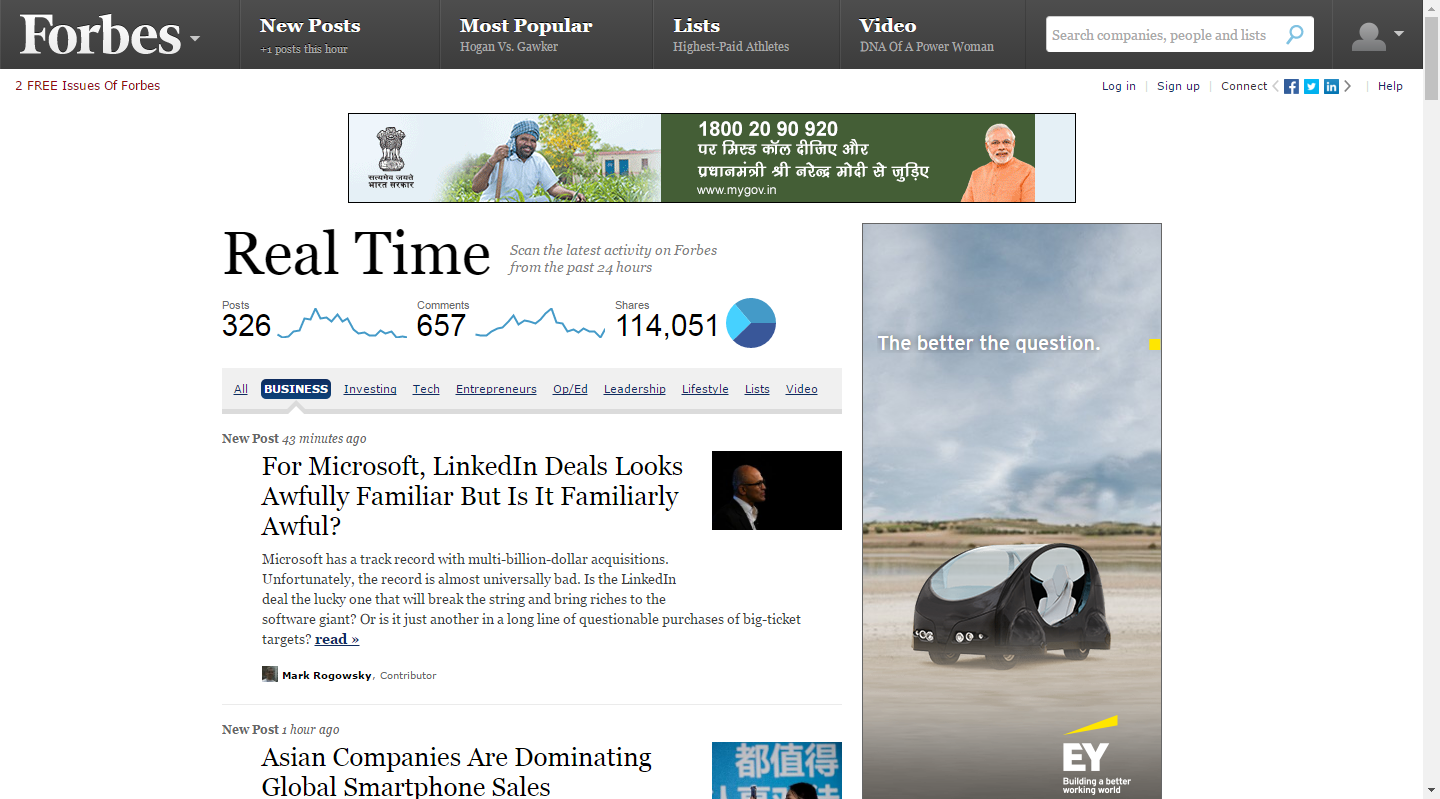 Forbes
New Posts
+1 posts this hour
Most Popular
Hogan Vs. Gawker
Lists
Highest-Paid Athletes
Video
DNA Of A Power Woman
Search companies, people and lists
2 FREE Issues Of Forbes
Log in
Sign up
Connect
Help
सत्यमेव जयते
भारत सरकार
1800 20 90 920
पर मिस्ड कॉल दीजिए और
प्रधानमंत्री श्री नरेन्द्र मोदी से जुड़िए
www.mygov.in
Real Time
Scan the latest activity on Forbes
from the past 24 hours
Posts
326
Comments
657
Shares
114,051
All BUSINESS Investing Tech Entrepreneurs Op/Ed Leadership Lifestyle Lists Video
New Post 43 minutes ago
For Microsoft, LinkedIn Deals Looks
Awfully Familiar But Is It Familiarly
Awful?
Microsoft has a track record with multi-billion-dollar acquisitions.
Unfortunately, the record is almost universally bad. Is the LinkedIn
deal the lucky one that will break the string and bring riches to the
software giant? Or is it just another in a long line of questionable purchases of big-ticket
targets? read »
Mark Rogowsky, Contributor
New Post 1 hour ago
Asian Companies Are Dominating
Global Smartphone Sales
都值得
The better the question.
EY
Building a better
working world